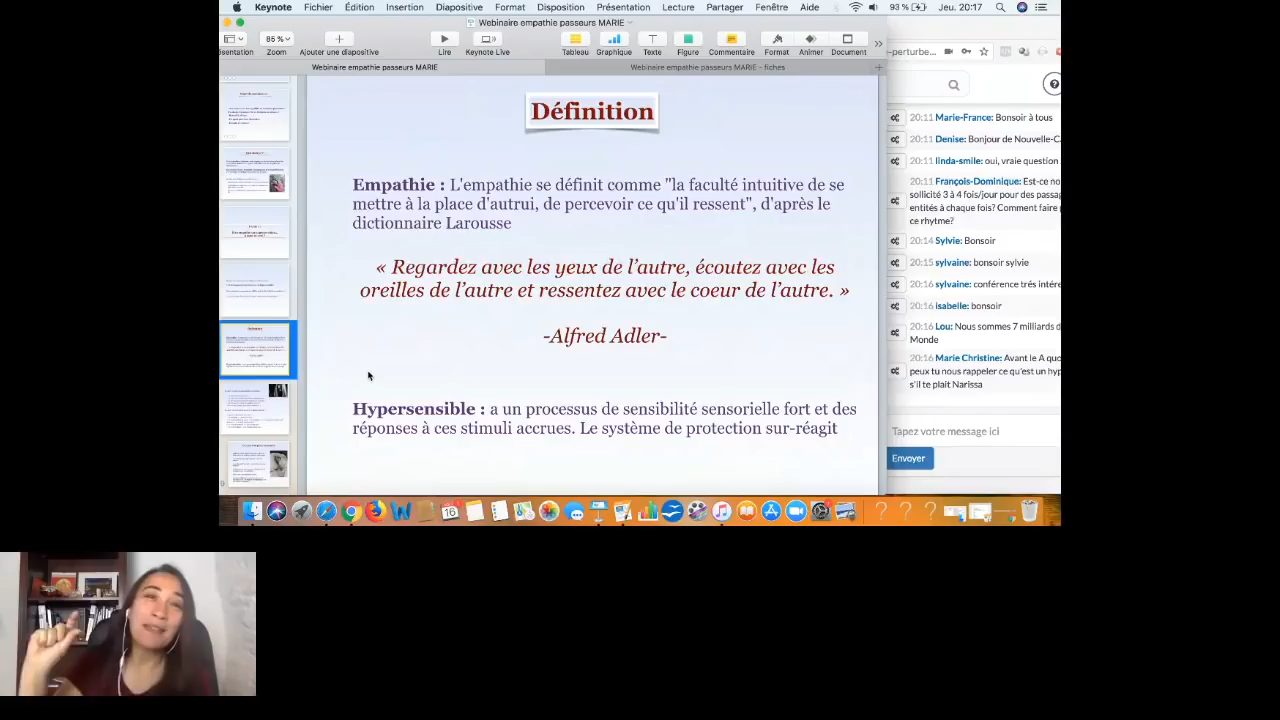 Keynote Fichier Édition Insertion Diapositive Format Disposition Présentation Lecture Partager Fenêtre Aide 93 % Jeu. 20:17
Webinaire empathie passeurs MARIE
85 %
Zoom Ajouter une diapositive Lire Keynote Live Tableau Graphique Texte Figure Commentaire Format Animer Document
Webinaire empathie passeurs MARIE Webinaire empathie passeurs MARIE - fiches
-perturbe...
Définition
Empathie : L'empathie se définit comme "la faculté intuitive de se
mettre à la place d'autrui, de percevoir ce qu'il ressent", d'après le
dictionnaire Larousse
« Regardez avec les yeux de l'autre, écoutez avec les
oreilles de l'autre et ressentez avec le cœur de l'autre. »
-Alfred Adler-
Hypersensible : est un processus de sensibilité sensorielle fort et des
réponses à ces stimuli accrues. Le système de protection sur-réagit
20:11 Marie-France: Bonsoir à tous
20:11 Denise: Bonjour de Nouvelle-Ca
20:11 linda-smile: oui, vraie question
François-Dominique: Est-ce no
20:14 sollicité 3 à 4 fois/jour pour des passag
entités à chaque fois? Comment faire p
ce rhytme?
20:14 Sylvie: Bonsoir
20:15 sylvaine: bonsoir sylvie
20:15 sylvaine: conférence très intére
20:16 isabelle: bonsoir
20:16 Lou: Nous sommes 7 milliards d
Monde
20:16 Marie Christine: Avant le A quo
peux tu nous rappeler ce qu'est un hyp
s'il te plait Narissa
Tapez votre message ici
Envoyer
16